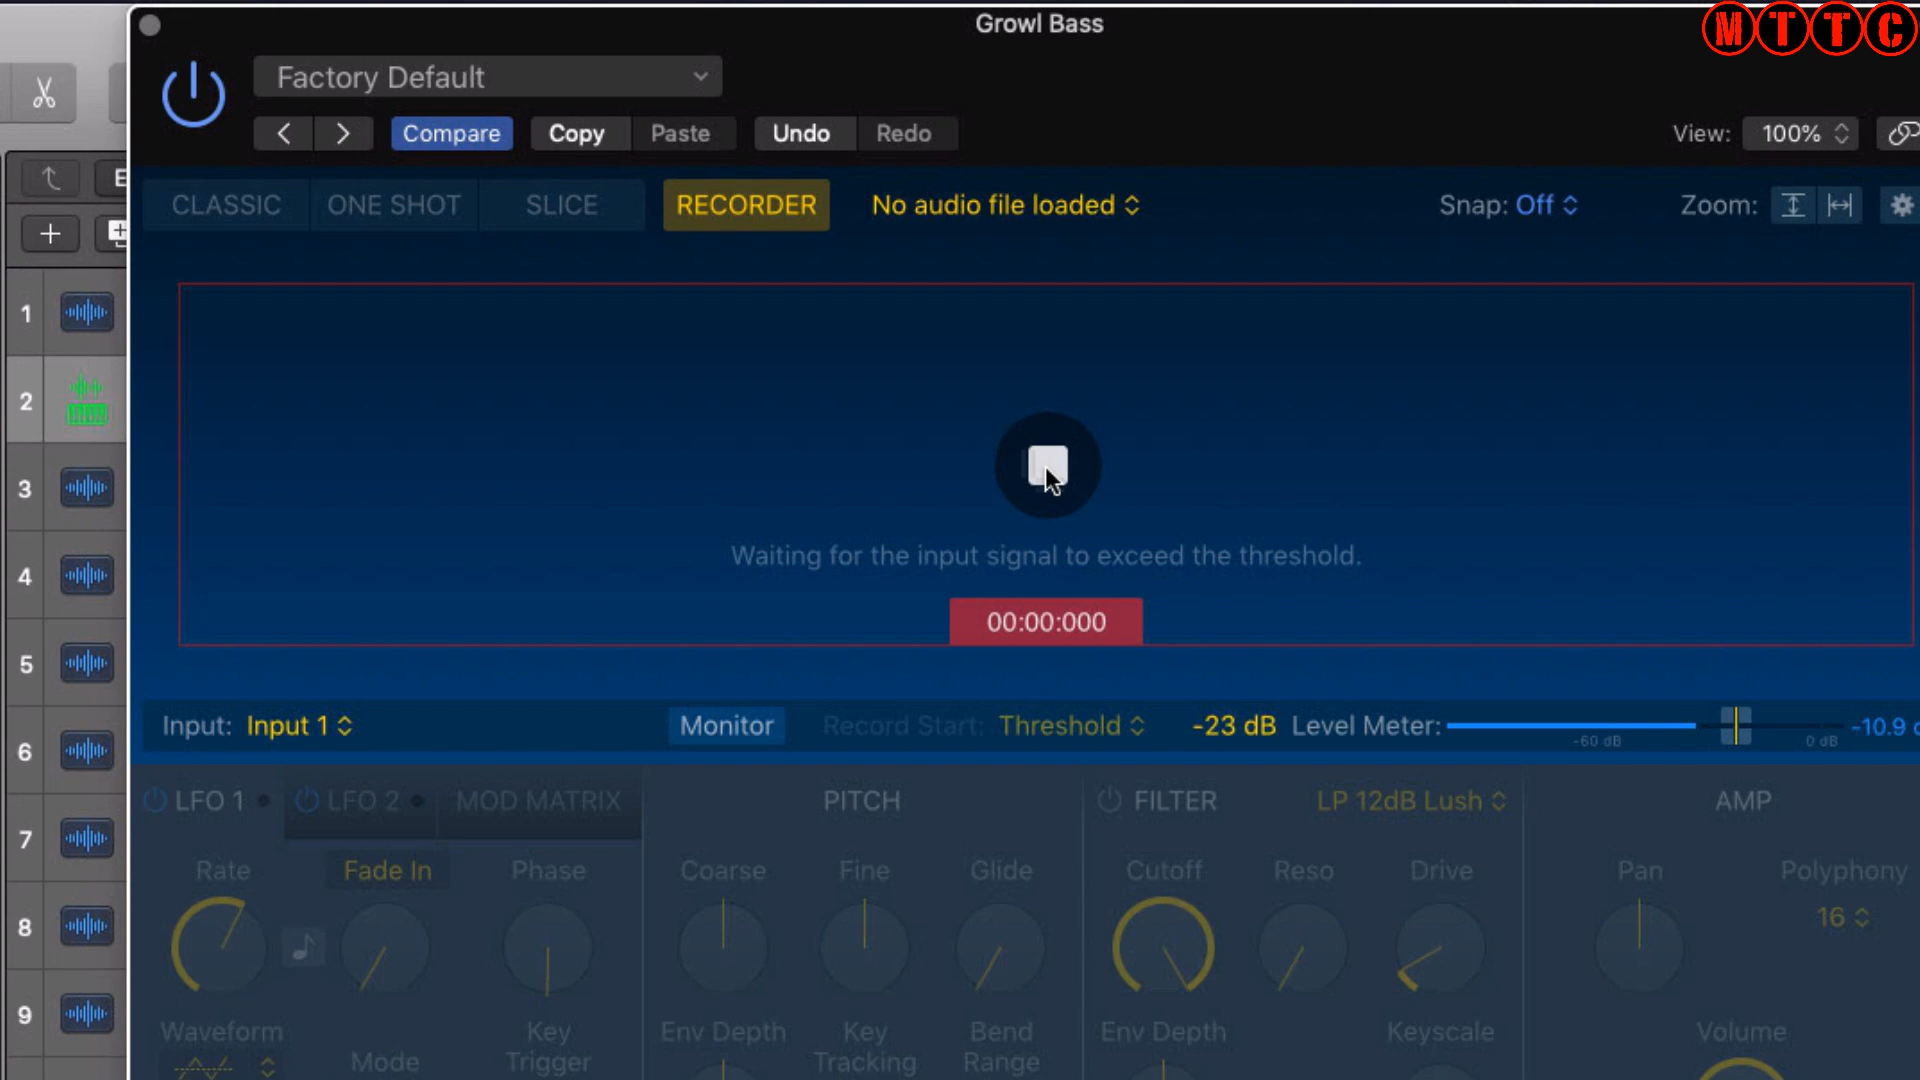 MTTC
Growl Bass
Factory Default
Compare Copy Paste Undo Redo View: 100%
CLASSIC ONE SHOT SLICE RECORDER No audio file loaded Snap: Off Zoom:
1
2
3
4
5
6
7
8
9
Waiting for the input signal to exceed the threshold.
00:00:000
Input: Input 1 Monitor Record Start: Threshold -23 dB Level Meter: -60 dB 0 dB -10.9
LFO 1 LFO 2 MOD MATRIX PITCH FILTER LP 12dB Lush AMP
Rate Fade In Phase Coarse Fine Glide Cutoff Reso Drive Pan Polyphony
16
Waveform Mode Key Trigger Env Depth Key Tracking Bend Range Env Depth Keyscale Volume